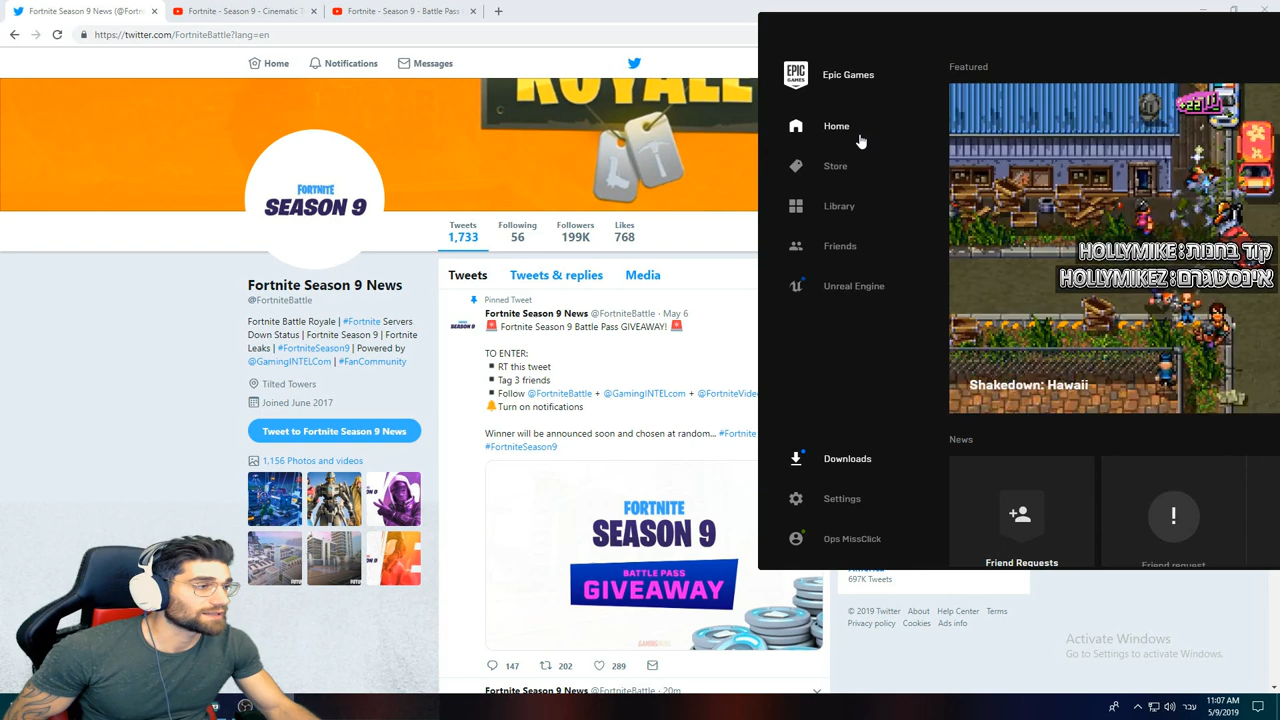 Fortnite Season 9 News (@Fortni
Fortnite - Season 9 - Cinematic T
Fortnite - Season 9 - Battle Pass
https://twitter.com/FortniteBattle?lang=en
Home
Notifications
Messages
ROYALE
FORTNITE
SEASON 9
Tweets
1,733
Following
56
Followers
199K
Likes
768
Fortnite Season 9 News
@FortniteBattle
Fortnite Battle Royale | #Fortnite Servers
Down Status | Fortnite Season 9 | Fortnite
Leaks | #FortniteSeason9 | Powered by
@GamingINTELCom | #FanCommunity
Tilted Towers
Joined June 2017
Tweet to Fortnite Season 9 News
1,156 Photos and videos
Tweets
Tweets & replies
Media
Pinned Tweet
Fortnite Season 9 News @FortniteBattle · May 6
🚨 Fortnite Season 9 Battle Pass GIVEAWAY! 🚨
TO ENTER:
▪RT this tweet
▪Tag 3 friends
▪Follow @FortniteBattle + @GamingINTELcom + @FortniteVide
🔔Turn on notifications
Winner will be announced soon and chosen at random... #Fortnite
#FortniteSeason9
FORTNITE
SEASON 9
BATTLE PASS
GIVEAWAY
147
202
289
Fortnite Season 9 News @FortniteBattle · 20m
697K Tweets
© 2019 Twitter About Help Center Terms
Privacy policy Cookies Ads info
EPIC
GAMES
Epic Games
Home
Store
Library
Friends
Unreal Engine
Downloads
Settings
Ops MissClick
Featured
+22
קוד בחנות: HOLLYMIKE
אינסטגרם: HOLLYMIKEZ
Shakedown: Hawaii
News
Friend Requests
Friend request
Activate Windows
Go to Settings to activate Windows.
עבר
11:07 AM
5/9/2019